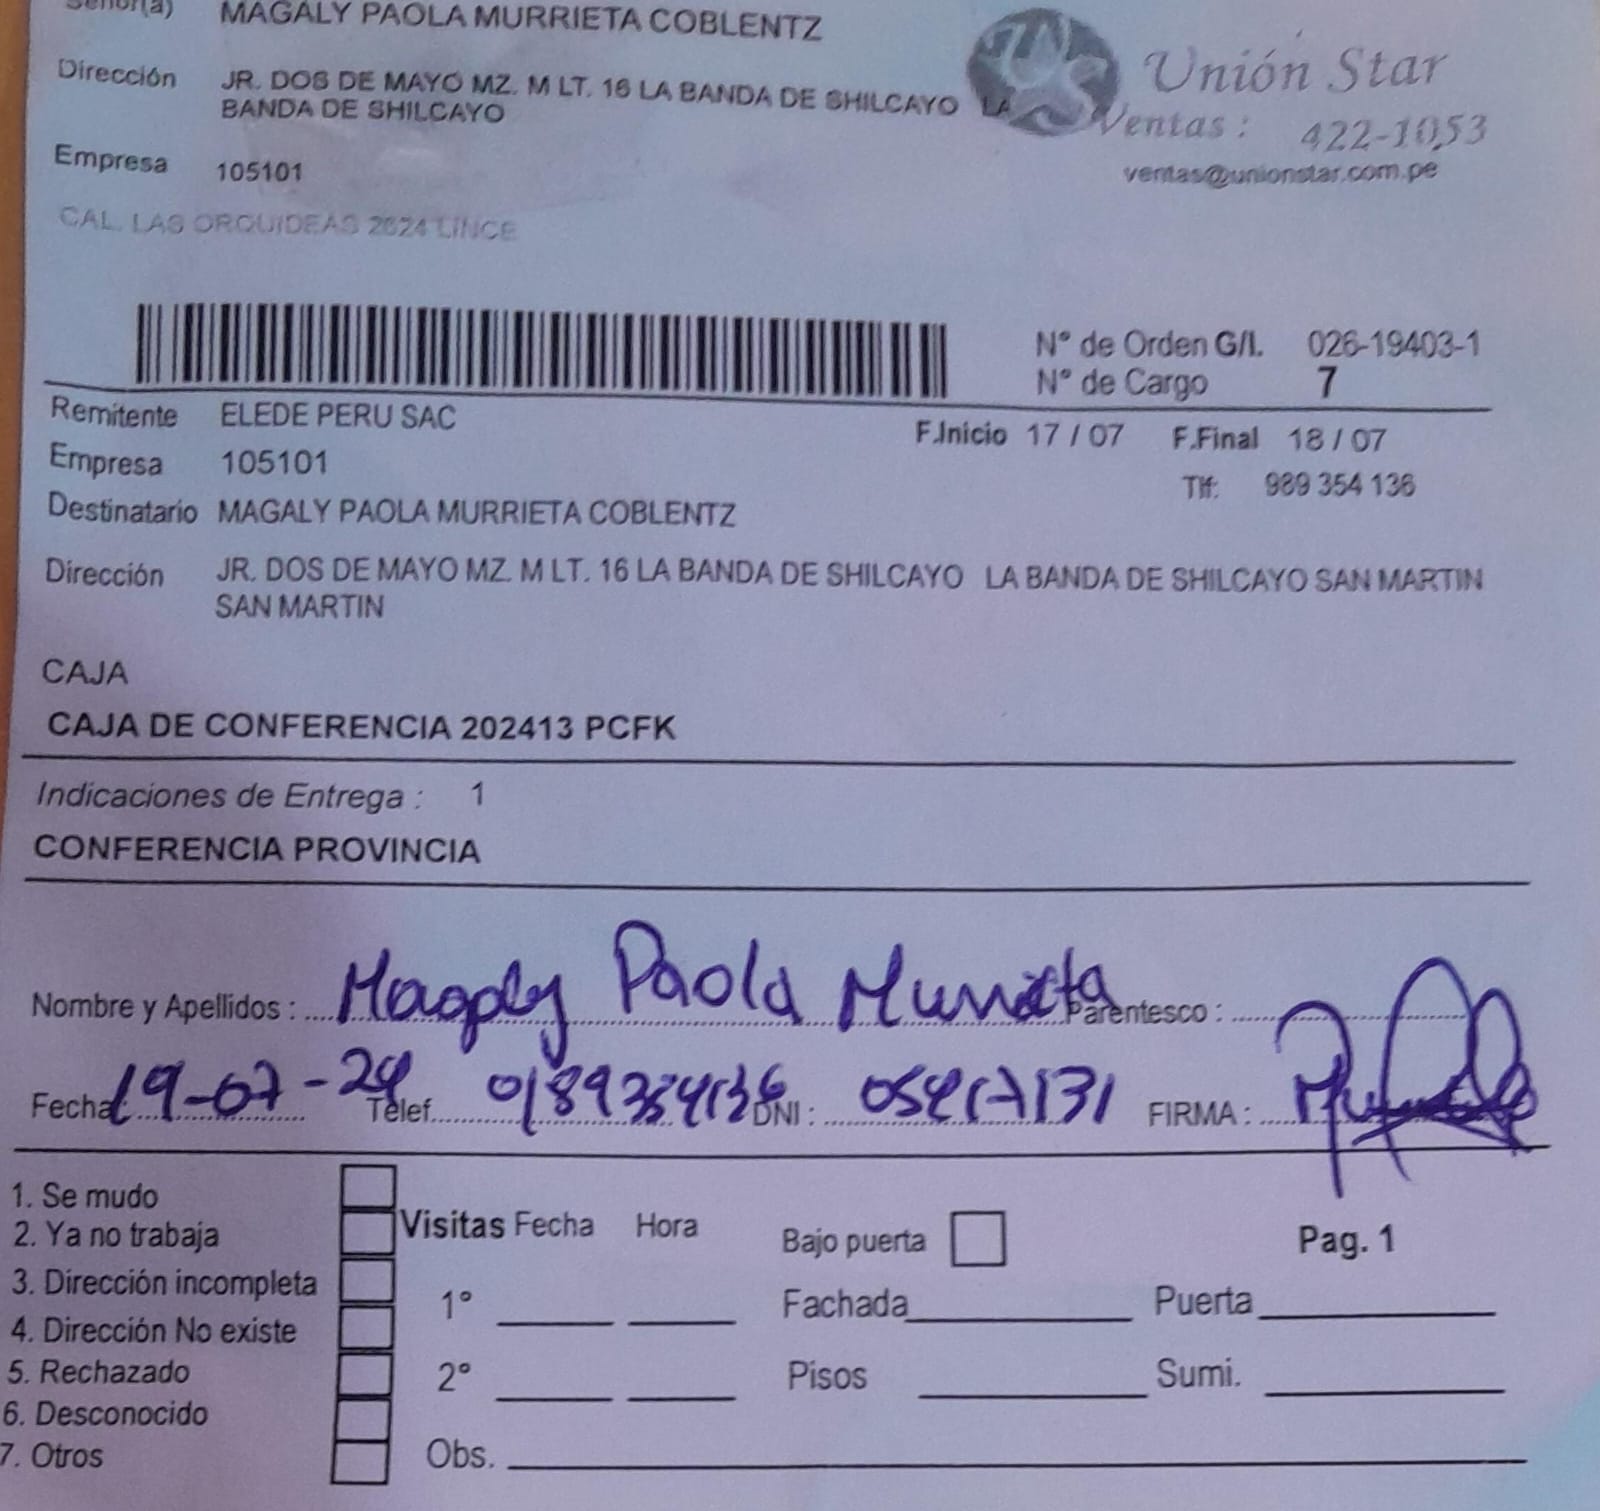 Señor(a) MAGALY PAOLA MURRIETA COBLENTZ
Unión Star
Dirección JR. DOS DE MAYO MZ. M LT. 16 LA BANDA DE SHILCAYO LA
BANDA DE SHILCAYO
Ventas : 422-1053
ventas@unionstar.com.pe
Empresa 105101
CAL. LAS ORQUIDEAS 2624 LINCE
N° de Orden G/I. 026-19403-1
N° de Cargo 7
Remitente ELEDE PERU SAC
F.Inicio 17 / 07 F.Final 18 / 07
Empresa 105101
Tlf: 989 354 136
Destinatario MAGALY PAOLA MURRIETA COBLENTZ
Dirección JR. DOS DE MAYO MZ. M LT. 16 LA BANDA DE SHILCAYO LA BANDA DE SHILCAYO SAN MARTIN
SAN MARTIN
CAJA
CAJA DE CONFERENCIA 202413 PCFK
Indicaciones de Entrega : 1
CONFERENCIA PROVINCIA
Nombre y Apellidos : Magaly Paola Murrieta Parentesco :
Fecha 19-07-24 Telef. 989354136 DNI : FIRMA :
1. Se mudo
2. Ya no trabaja
3. Dirección incompleta
4. Dirección No existe
5. Rechazado
6. Desconocido
7. Otros
Visitas Fecha Hora Bajo puerta Pag. 1
1° Fachada Puerta
2° Pisos Sumi.
Obs.